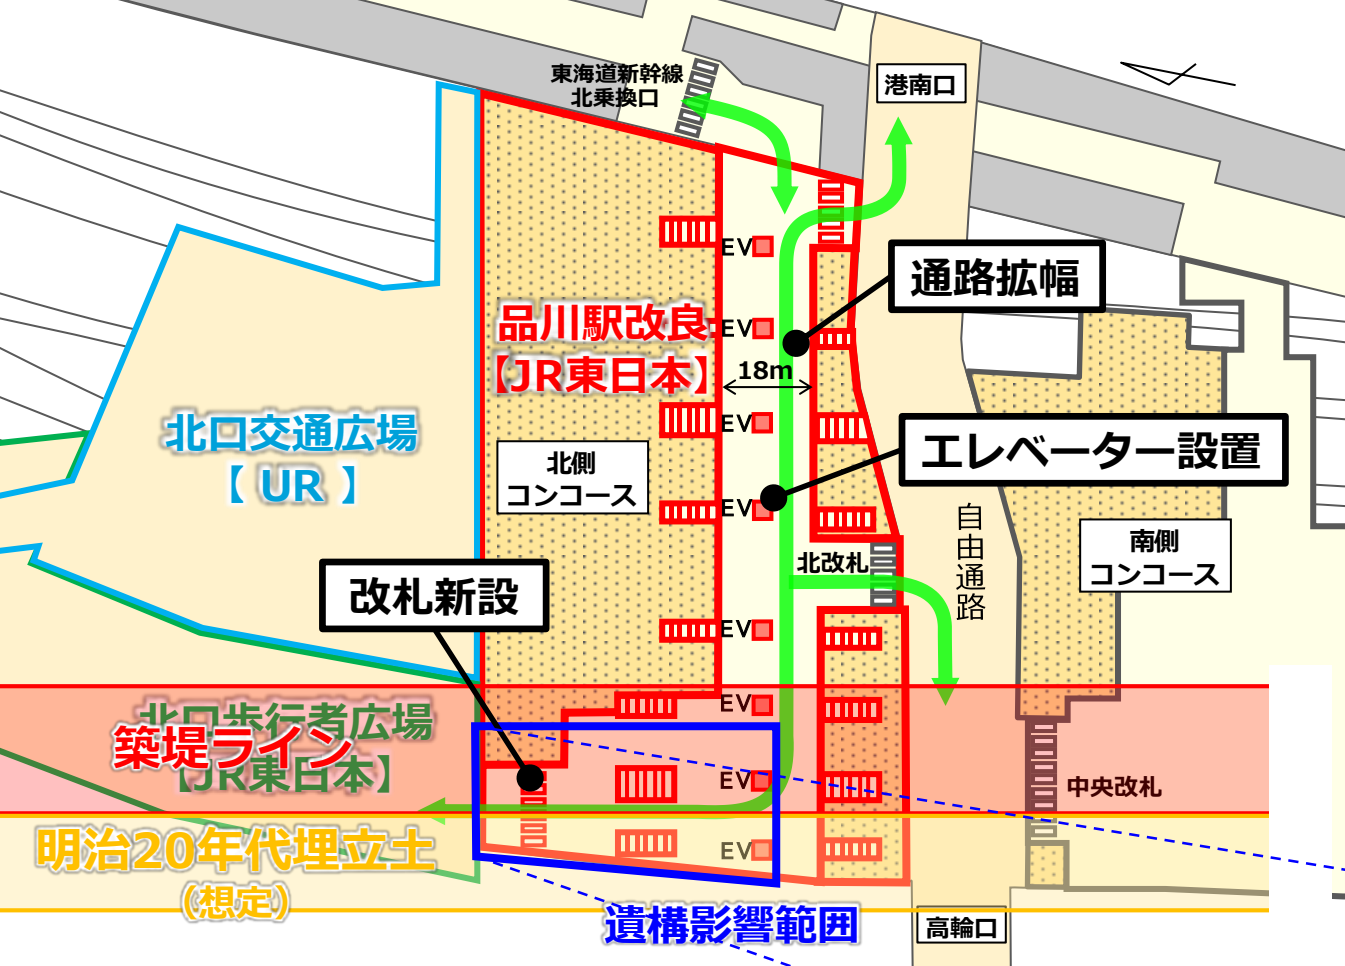 東海道新幹線
北乗換口
港南口
EV
通路拡幅
品川駅改良
【JR東日本】
EV
18m
北口交通広場
【 UR 】
EV
エレベーター設置
北側
コンコース
EV
自由通路
南側
コンコース
北改札
改札新設
EV
北口歩行者広場
【JR東日本】
築堤ライン
EV
EV
中央改札
明治20年代埋立土
(想定)
EV
遺構影響範囲
高輪口